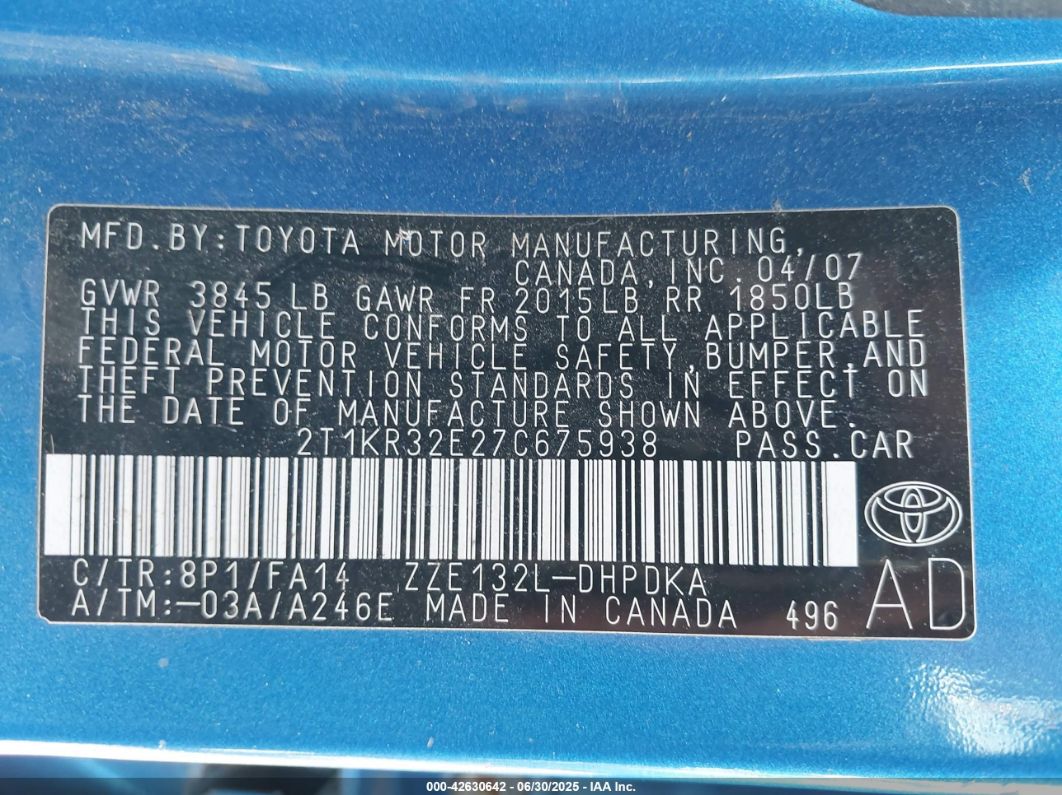 MFD.BY:TOYOTA MOTOR MANUFACTURING,
CANADA, INC. 04/07
GVWR 3845LB GAWR FR 2015LB RR 1850LB
THIS VEHICLE CONFORMS TO ALL APPLICABLE
FEDERAL MOTOR VEHICLE SAFETY,BUMPER,AND
THEFT PREVENTION STANDARDS IN EFFECT ON
THE DATE OF MANUFACTURE SHOWN ABOVE.
2T1KR32E27C675938 PASS.CAR
C/TR:8P1/FA14 ZZE132L-DHPDKA
A/TM:-03A/A246E MADE IN CANADA 496 AD
000-42630642 - 06/30/2025 - IAA Inc.